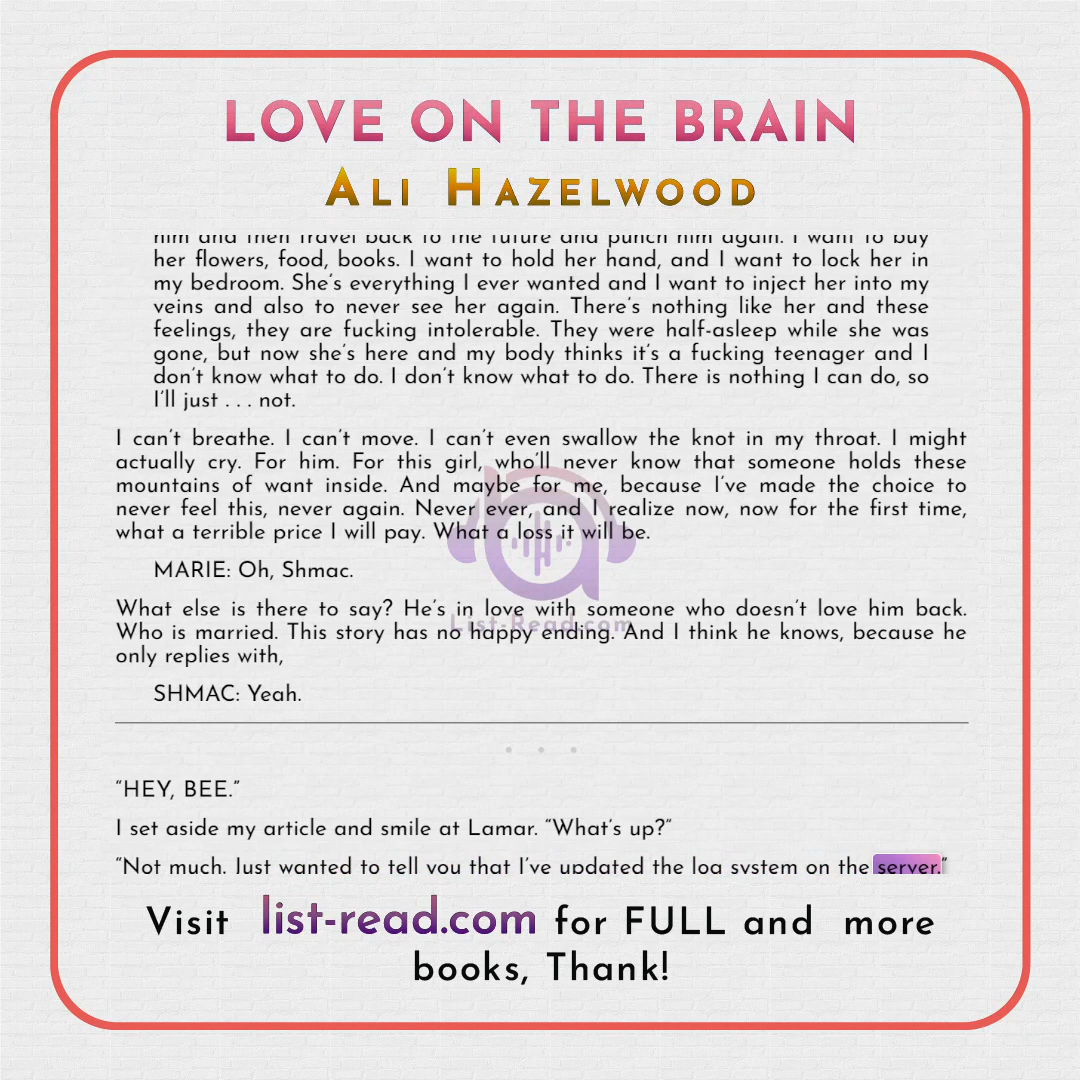 LOVE ON THE BRAIN
ALI HAZELWOOD
him and then travel back to the future and punch him again. I want to buy
her flowers, food, books. I want to hold her hand, and I want to lock her in
my bedroom. She's everything I ever wanted and I want to inject her into my
veins and also to never see her again. There's nothing like her and these
feelings, they are fucking intolerable. They were half-asleep while she was
gone, but now she's here and my body thinks it's a fucking teenager and I
don't know what to do. I don't know what to do. There is nothing I can do, so
I'll just . . . not.
I can't breathe. I can't move. I can't even swallow the knot in my throat. I might
actually cry. For him. For this girl, who'll never know that someone holds these
mountains of want inside. And maybe for me, because I've made the choice to
never feel this, never again. Never ever, and I realize now, now for the first time,
what a terrible price I will pay. What a loss it will be.
MARIE: Oh, Shmac.
What else is there to say? He's in love with someone who doesn't love him back.
List-Read.com
Who is married. This story has no happy ending. And I think he knows, because he
only replies with,
SHMAC: Yeah.
• • •
“HEY, BEE.”
I set aside my article and smile at Lamar. “What's up?”
“Not much. Just wanted to tell you that I've updated the log system on the server.”
Visit list-read.com for FULL and more
books, Thank!